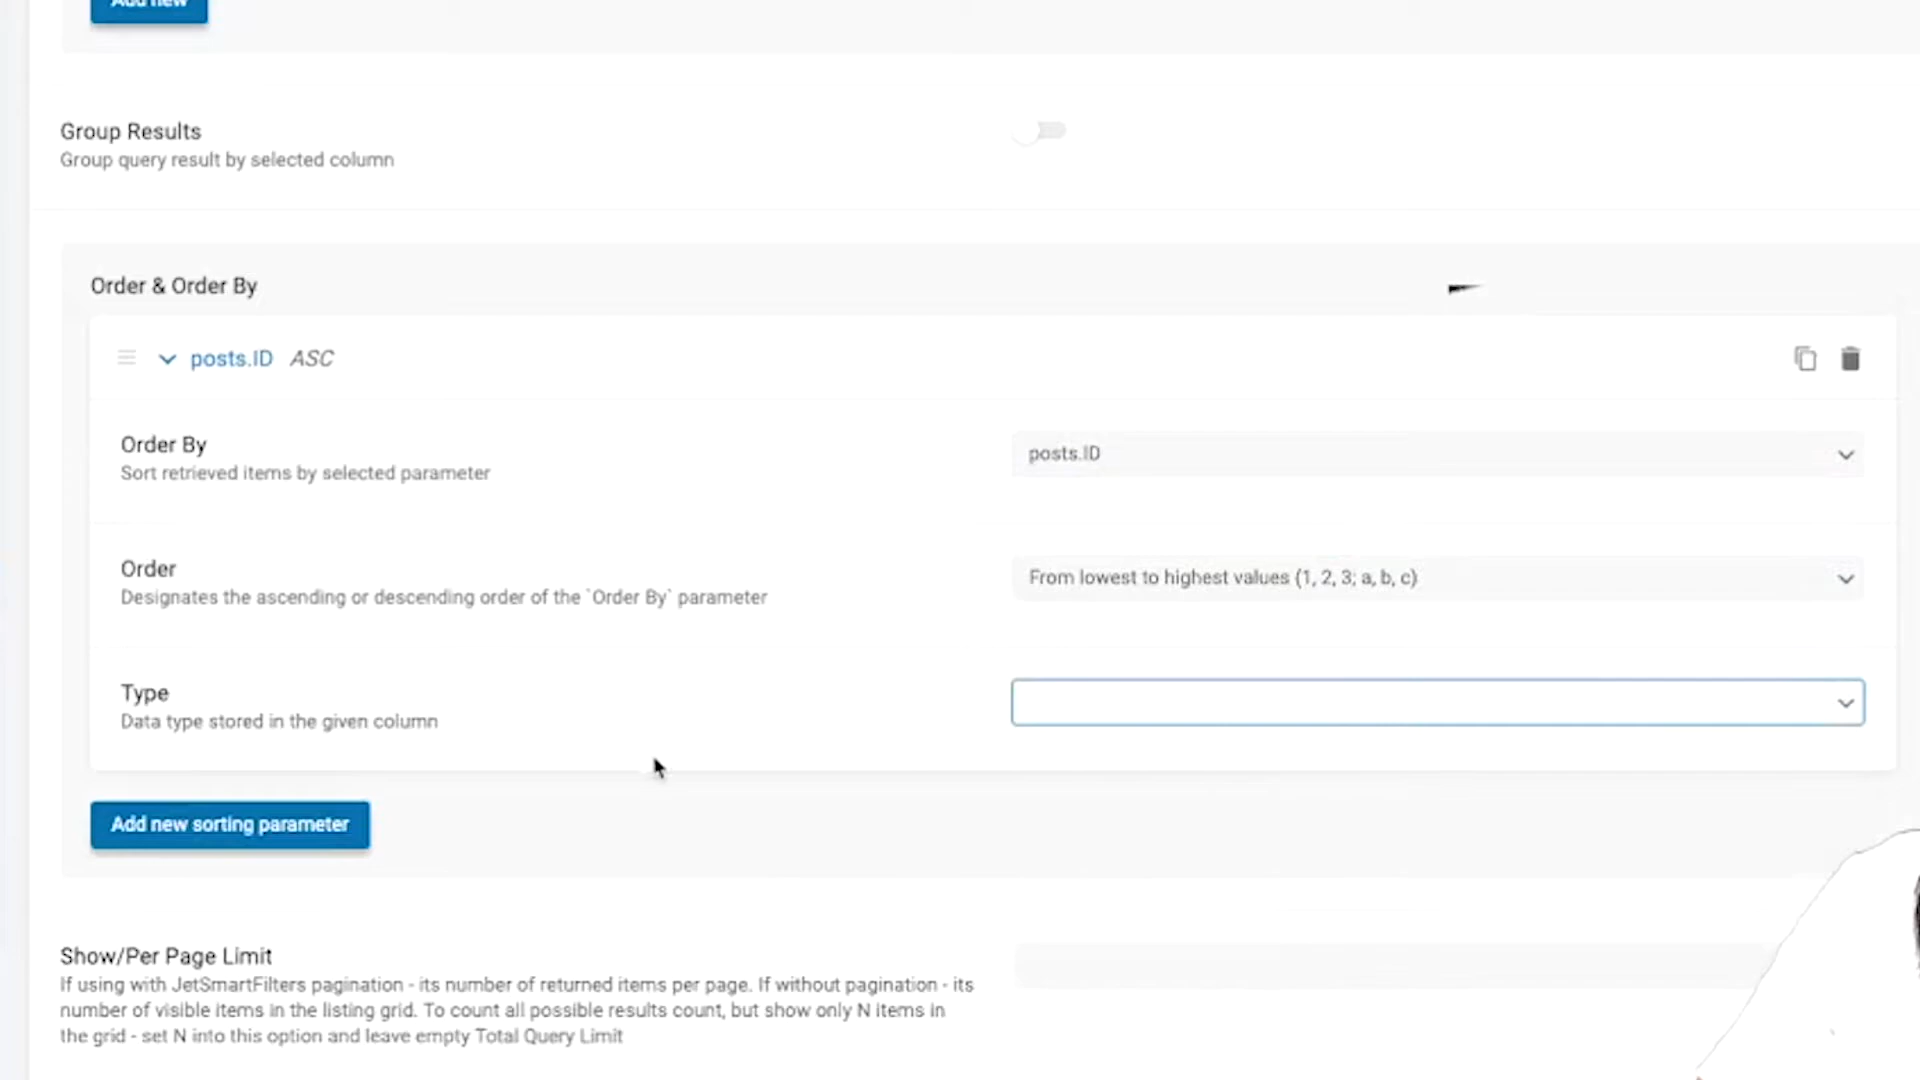 Add new
Group Results
Group query result by selected column
Order & Order By
posts.ID ASC
Order By
Sort retrieved items by selected parameter
posts.ID
Order
Designates the ascending or descending order of the `Order By` parameter
From lowest to highest values (1, 2, 3; a, b, c)
Type
Data type stored in the given column
Add new sorting parameter
Show/Per Page Limit
If using with JetSmartFilters pagination - its number of returned items per page. If without pagination - its
number of visible items in the listing grid. To count all possible results count, but show only N items in
the grid - set N into this option and leave empty Total Query Limit